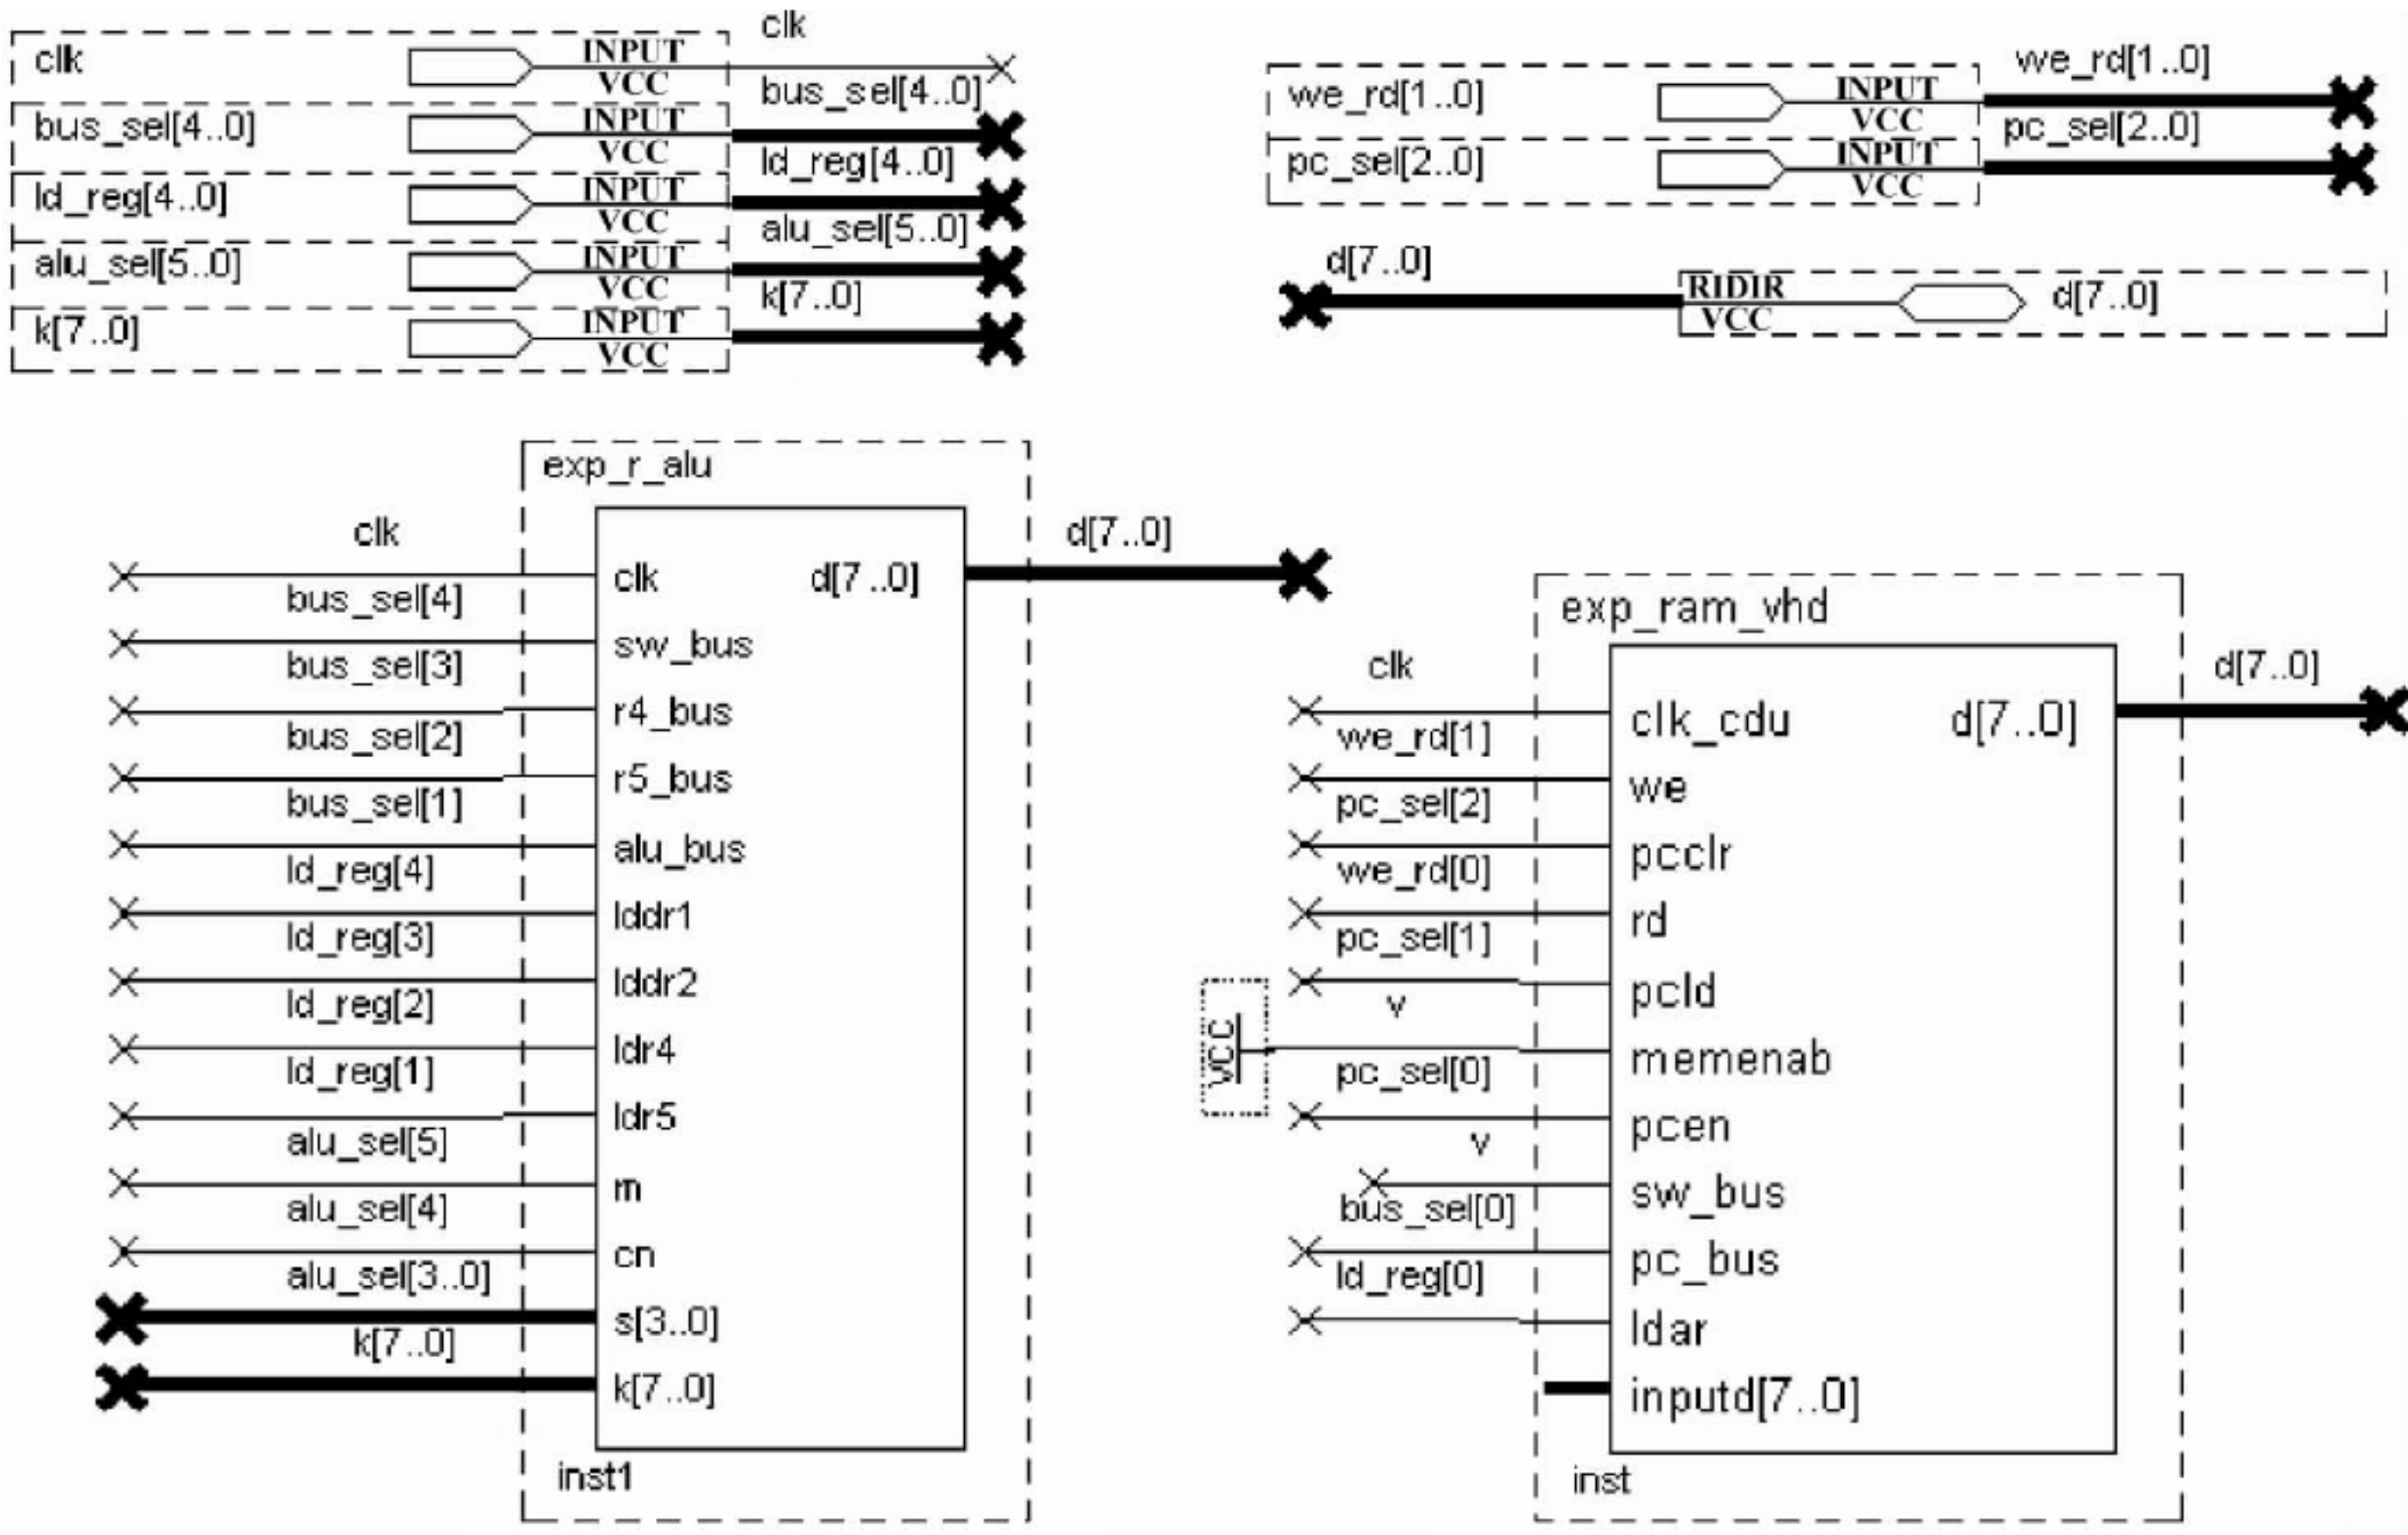 clk
INPUT
VCC
clk
bus_sel[4..0]
INPUT
VCC
bus_sel[4..0]
ld_reg[4..0]
INPUT
VCC
ld_reg[4..0]
alu_sel[5..0]
INPUT
VCC
alu_sel[5..0]
k[7..0]
INPUT
VCC
k[7..0]
we_rd[1..0]
INPUT
VCC
we_rd[1..0]
pc_sel[2..0]
INPUT
VCC
pc_sel[2..0]
d[7..0]
RIDIR
VCC
d[7..0]
exp_r_alu
clk
bus_sel[4]
bus_sel[3]
bus_sel[2]
bus_sel[1]
ld_reg[4]
ld_reg[3]
ld_reg[2]
ld_reg[1]
alu_sel[5]
alu_sel[4]
alu_sel[3..0]
k[7..0]
clk
d[7..0]
sw_bus
r4_bus
r5_bus
alu_bus
lddr1
lddr2
ldr4
ldr5
m
cn
s[3..0]
k[7..0]
d[7..0]
inst1
exp_ram_vhd
clk
we_rd[1]
pc_sel[2]
we_rd[0]
pc_sel[1]
v
VCC
pc_sel[0]
v
bus_sel[0]
ld_reg[0]
clk_cdu
d[7..0]
we
pcclr
rd
pcld
memenab
pcen
sw_bus
pc_bus
ldar
inputd[7..0]
d[7..0]
inst